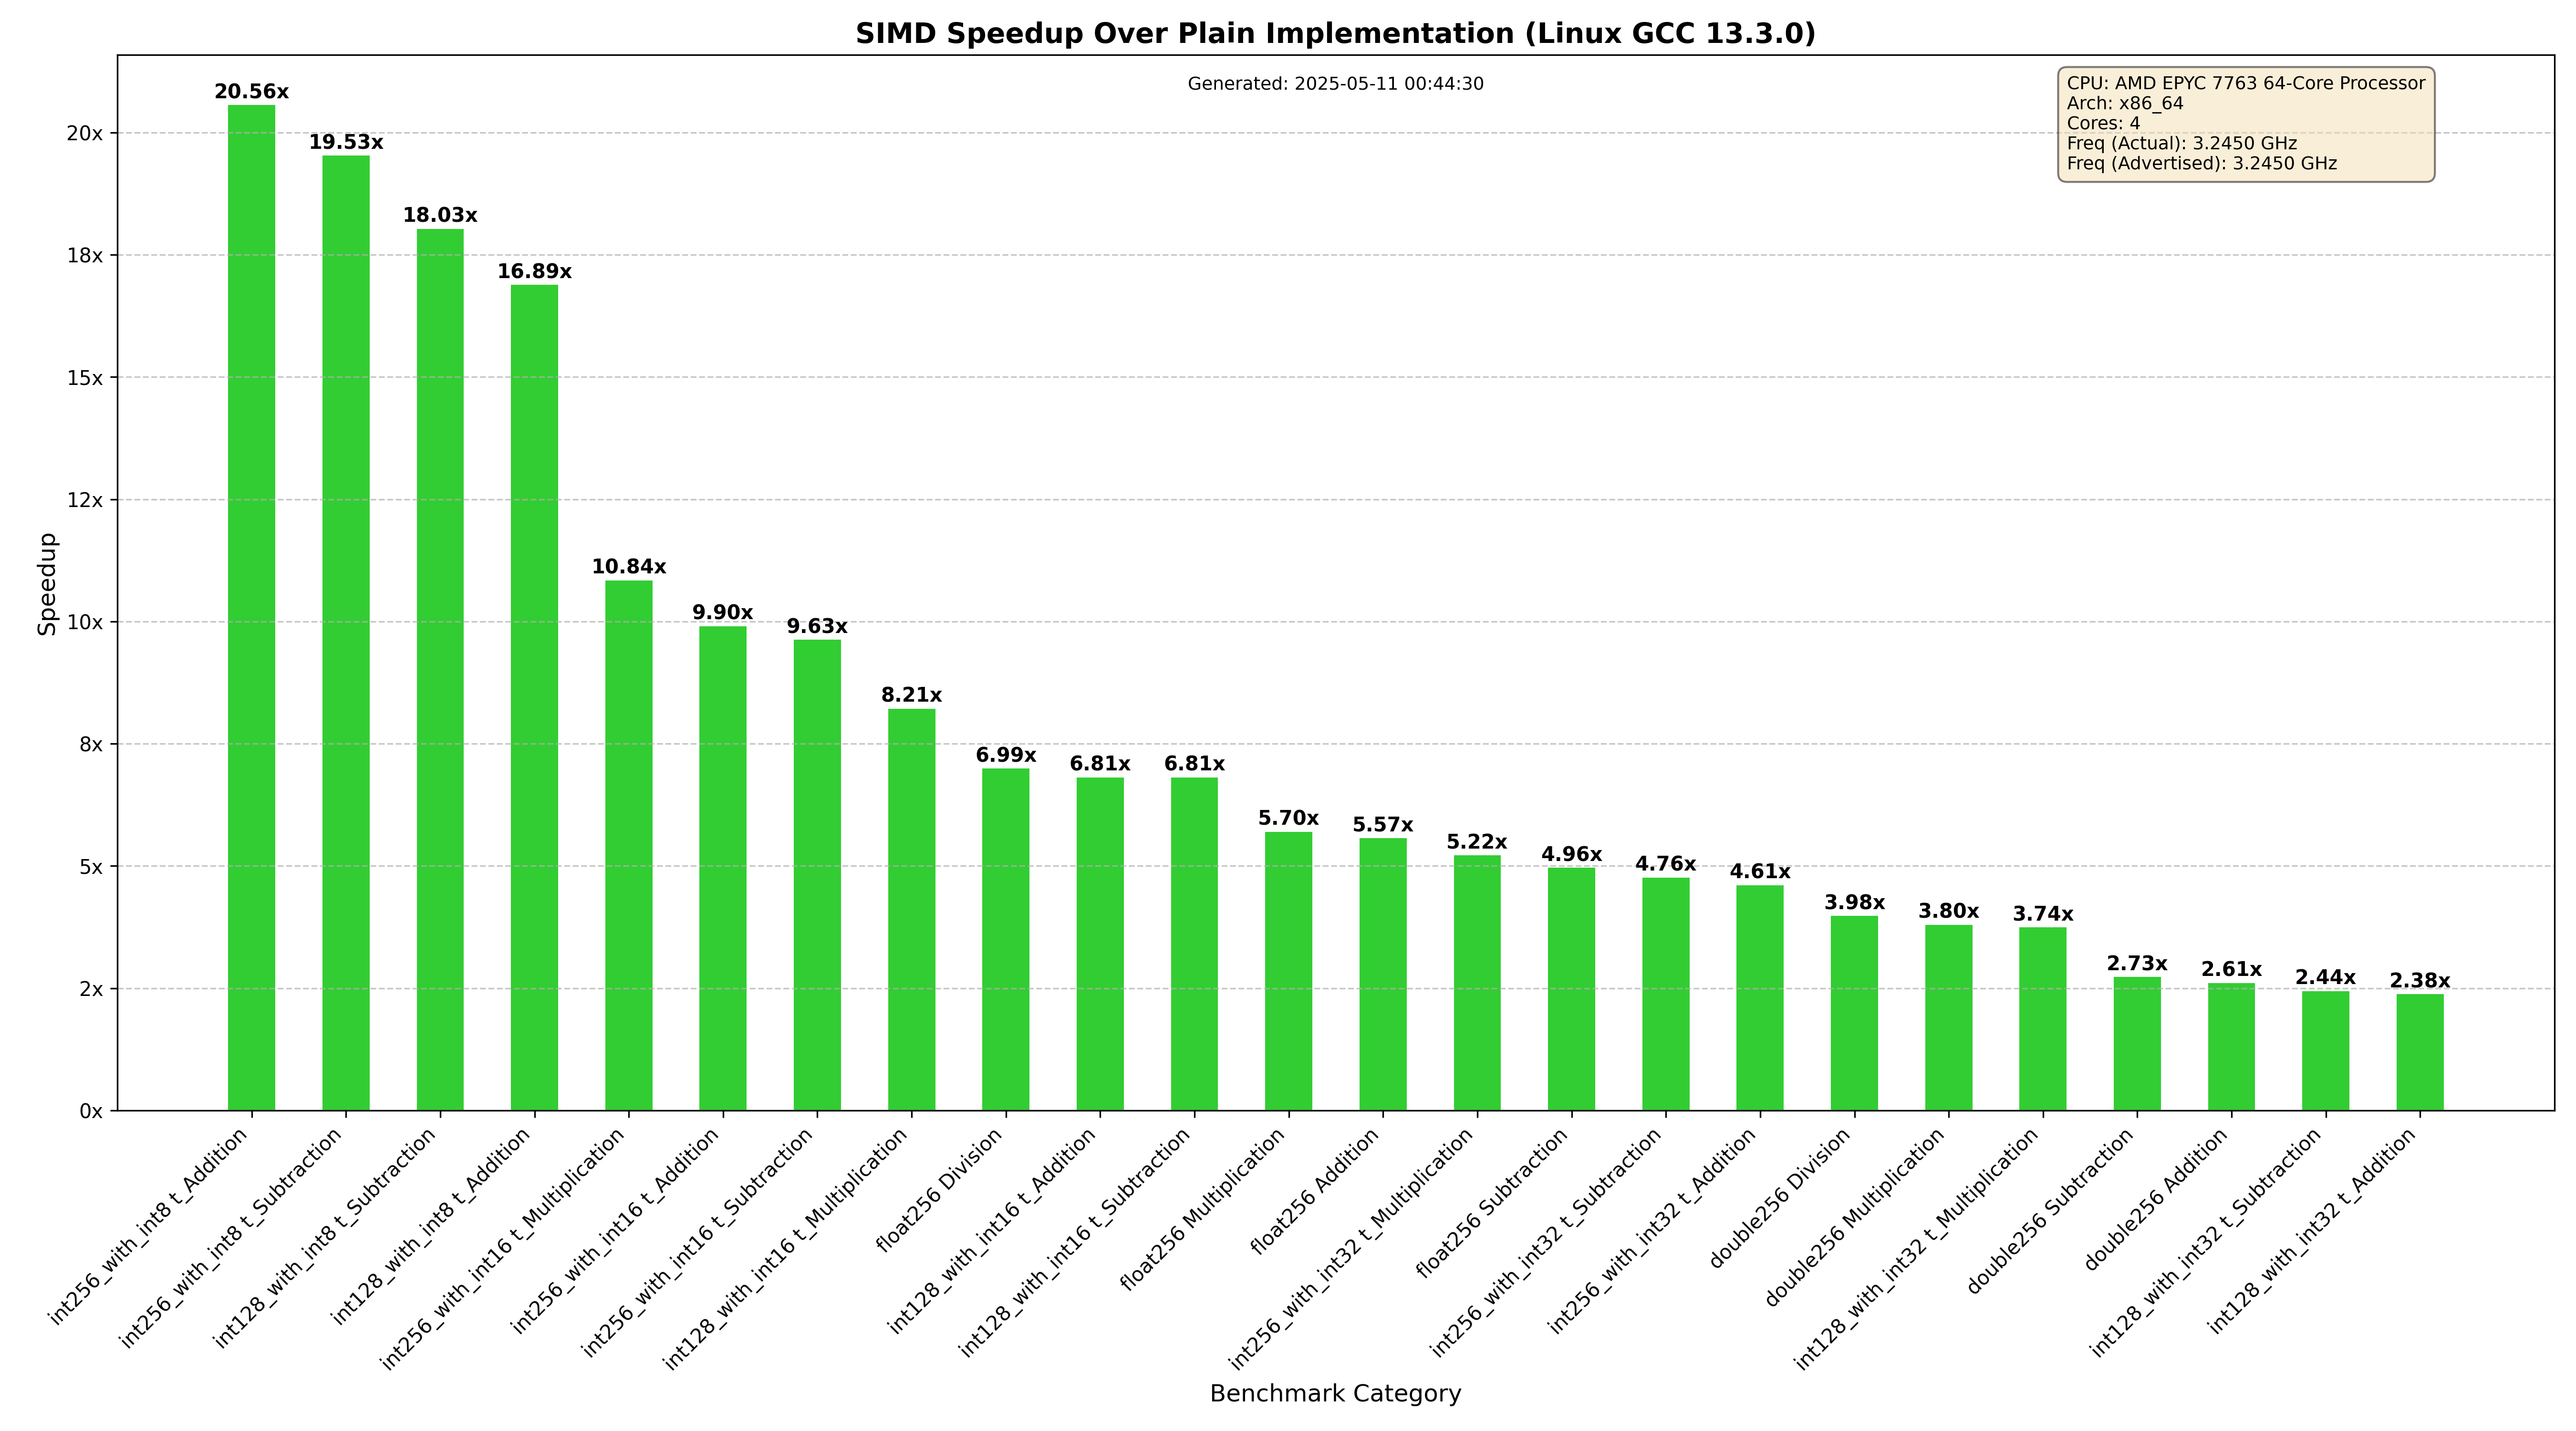 SIMD Speedup Over Plain Implementation (Linux GCC 13.3.0)
Generated: 2025-05-11 00:44:30
CPU: AMD EPYC 7763 64-Core Processor
Arch: x86_64
Cores: 4
Freq (Actual): 3.2450 GHz
Freq (Advertised): 3.2450 GHz
Speedup
20x
18x
15x
12x
10x
8x
5x
2x
0x
20.56x
19.53x
18.03x
16.89x
10.84x
9.90x
9.63x
8.21x
6.99x
6.81x
6.81x
5.70x
5.57x
5.22x
4.96x
4.76x
4.61x
3.98x
3.80x
3.74x
2.73x
2.61x
2.44x
2.38x
int256_with_int8 t_Addition
int256_with_int8 t_Subtraction
int128_with_int8 t_Subtraction
int128_with_int8 t_Addition
int256_with_int16 t_Multiplication
int256_with_int16 t_Addition
int256_with_int16 t_Subtraction
int128_with_int16 t_Multiplication
float256 Division
int128_with_int16 t_Addition
int128_with_int16 t_Subtraction
float256 Multiplication
float256 Addition
int256_with_int32 t_Multiplication
float256 Subtraction
int256_with_int32 t_Subtraction
int256_with_int32 t_Addition
double256 Division
double256 Multiplication
int128_with_int32 t_Multiplication
double256 Subtraction
double256 Addition
int128_with_int32 t_Subtraction
int128_with_int32 t_Addition
Benchmark Category